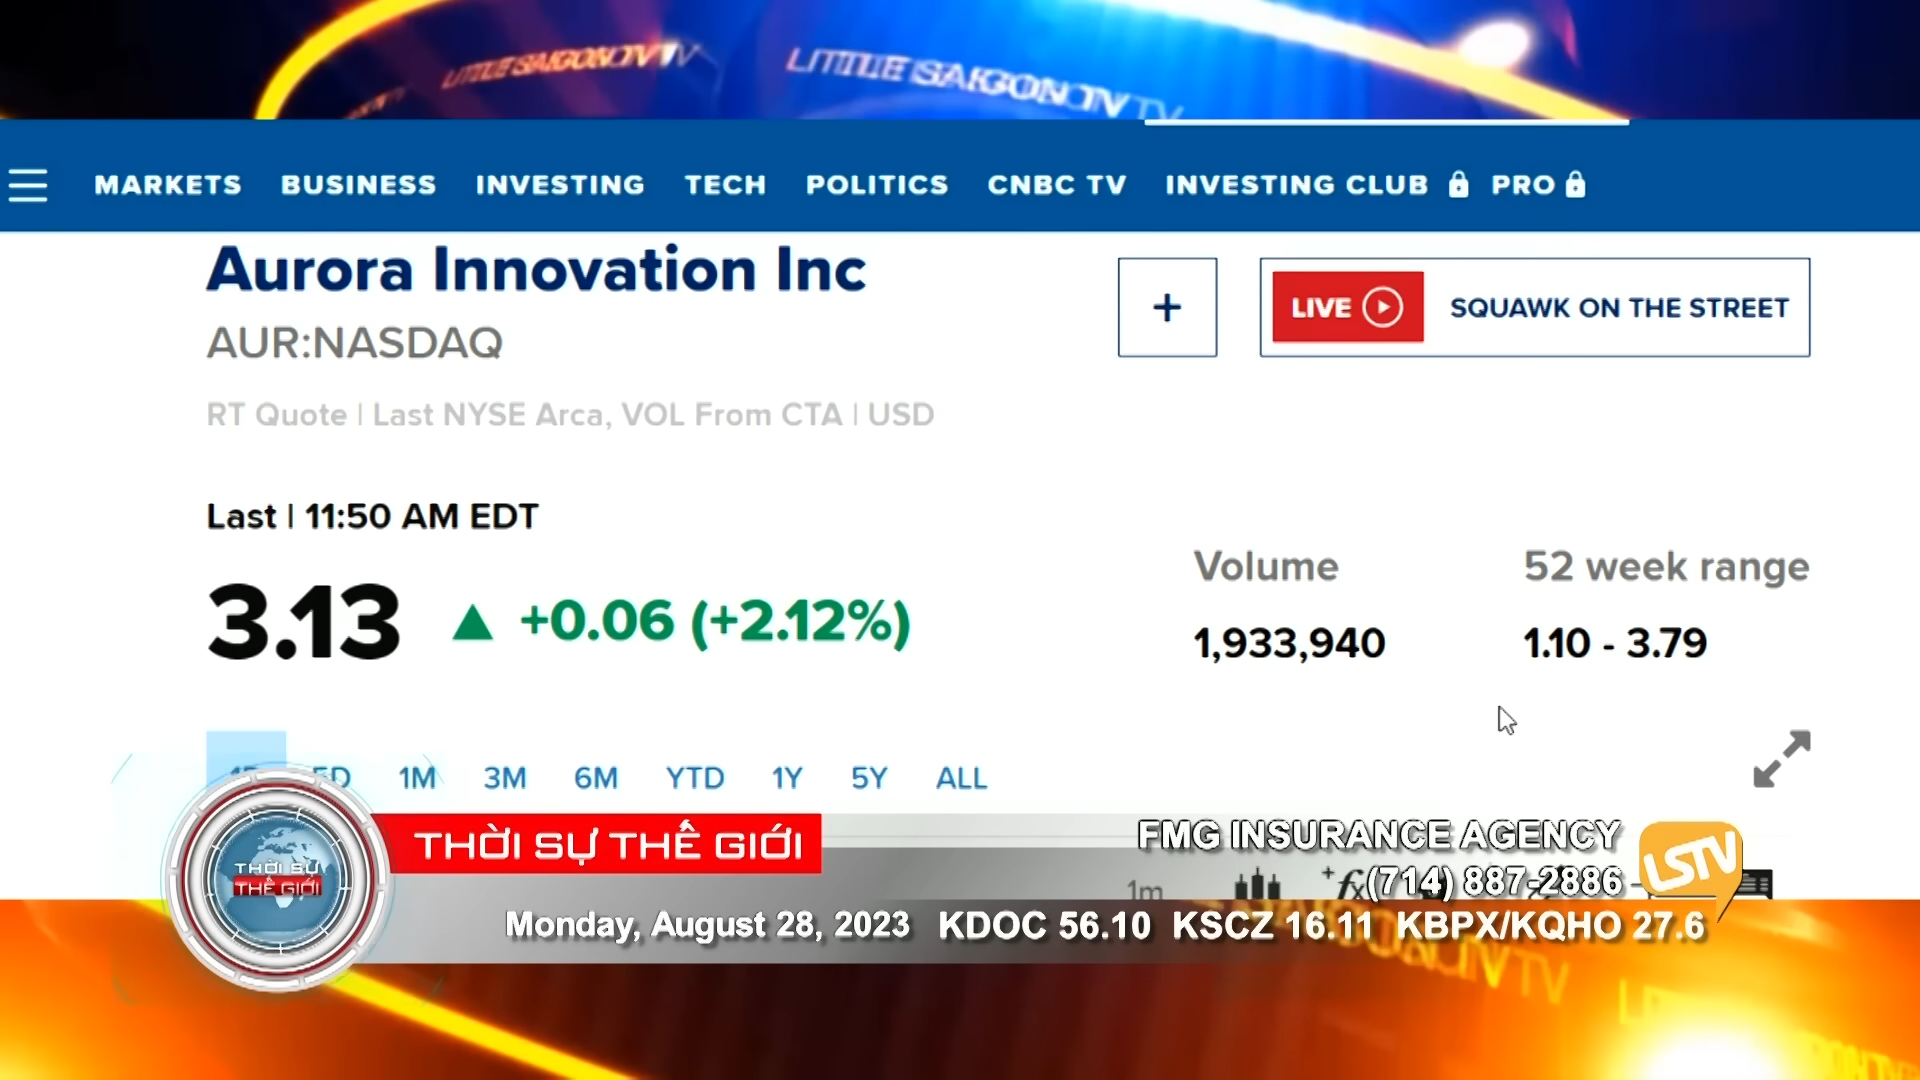 LITTLE SAIGON TV
LITTLE SAIGON TV
MARKETS BUSINESS INVESTING TECH POLITICS CNBC TV INVESTING CLUB PRO
Aurora Innovation Inc
AUR:NASDAQ
+
LIVE SQUAWK ON THE STREET
RT Quote | Last NYSE Arca, VOL From CTA | USD
Last | 11:50 AM EDT
3.13 ▲ +0.06 (+2.12%)
Volume
1,933,940
52 week range
1.10 - 3.79
1M 3M 6M YTD 1Y 5Y ALL
THỜI SỰ THẾ GIỚI
THỜI SỰ
THẾ GIỚI
FMG INSURANCE AGENCY
1m
(714) 887-2886
LSTV
Monday, August 28, 2023 KDOC 56.10 KSCZ 16.11 KBPX/KQHO 27.6